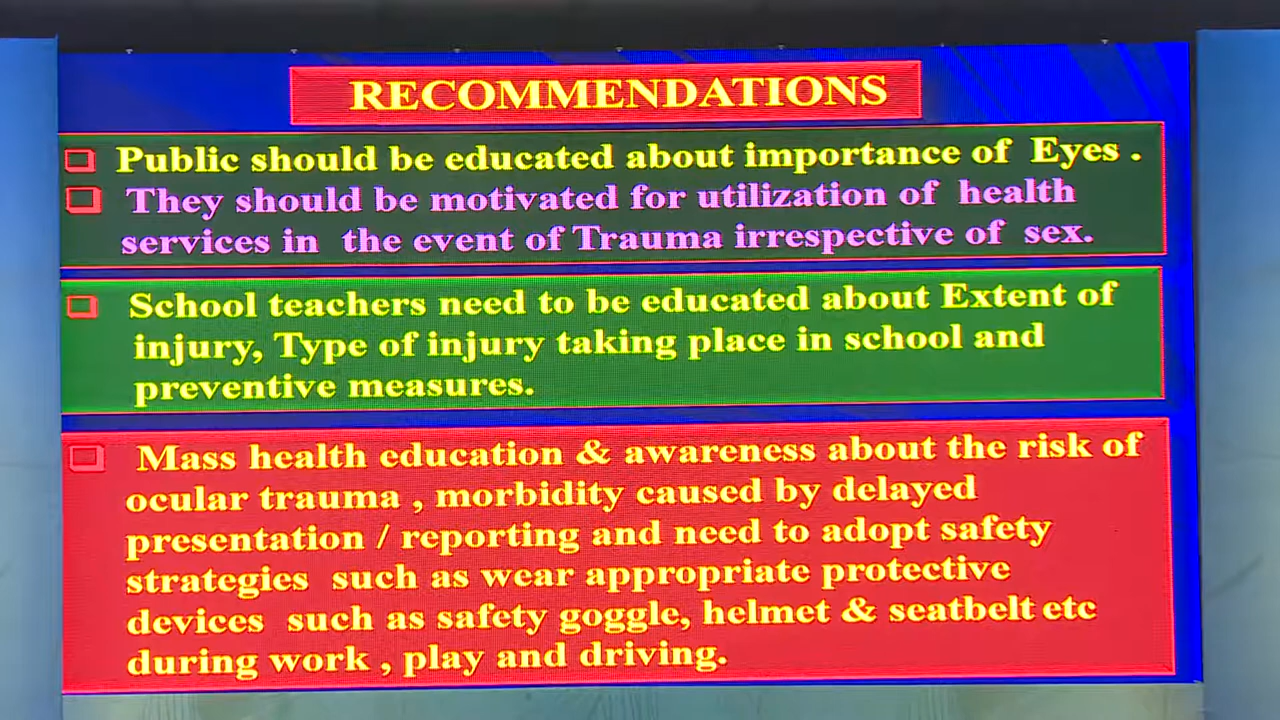 RECOMMENDATIONS
Public should be educated about importance of Eyes .
They should be motivated for utilization of health
services in the event of Trauma irrespective of sex.
School teachers need to be educated about Extent of
injury, Type of injury taking place in school and
preventive measures.
Mass health education & awareness about the risk of
ocular trauma , morbidity caused by delayed
presentation / reporting and need to adopt safety
strategies such as wear appropriate protective
devices such as safety goggle, helmet & seatbelt etc
during work , play and driving.